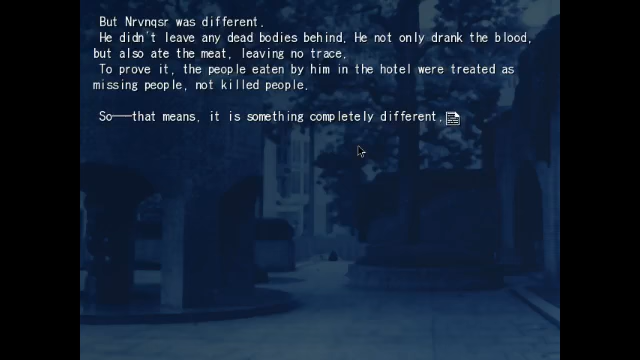 But Nrvnqsr was different.
He didn't leave any dead bodies behind. He not only drank the blood,
but also ate the meat, leaving no trace.
To prove it, the people eaten by him in the hotel were treated as
missing people, not killed people.
So——that means, it is something completely different.